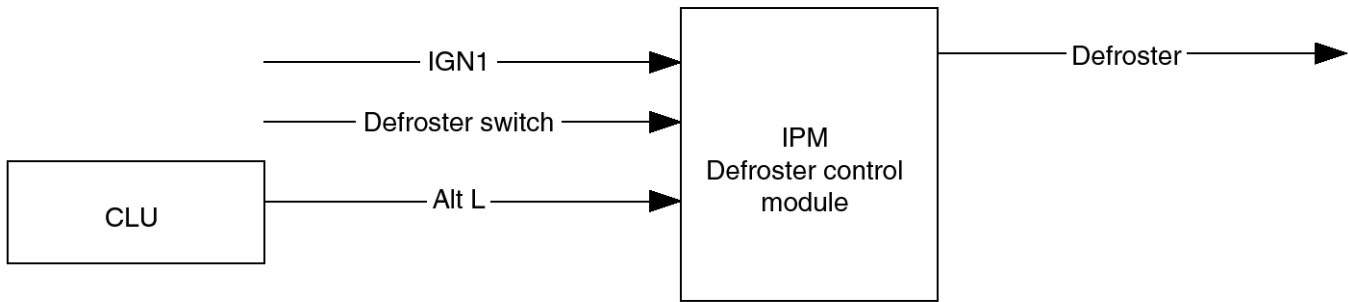 IGN1
Defroster
Defroster switch
IPM
Defroster control
module
Alt L
CLU